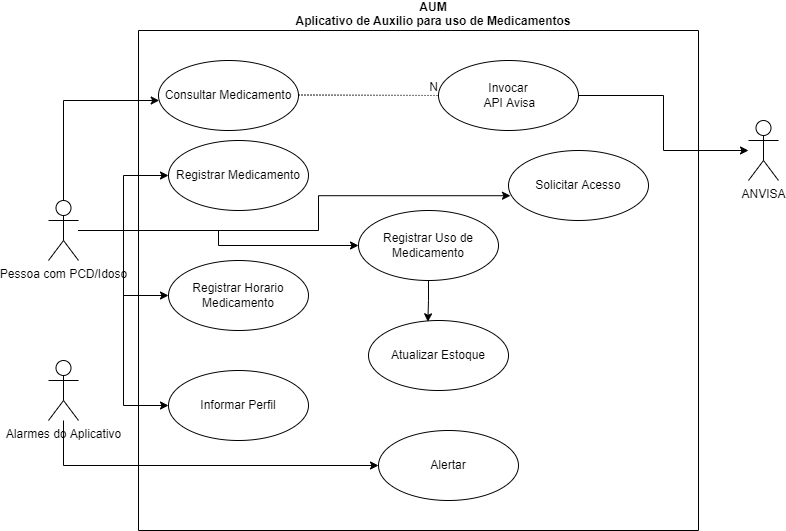 AUM
Aplicativo de Auxilio para uso de Medicamentos
Consultar Medicamento
N
Invocar
API Avisa
Registrar Medicamento
Solicitar Acesso
ANVISA
Registrar Uso de
Medicamento
Pessoa com PCD/Idoso
Registrar Horario
Medicamento
Atualizar Estoque
Informar Perfil
Alarmes do Aplicativo
Alertar